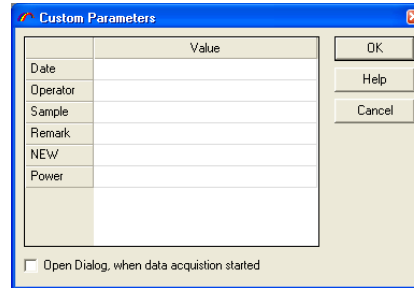 Custom Parameters
Value
OK
Date
Help
Operator
Sample
Cancel
Remark
NEW
Power
Open Dialog, when data acquistion started